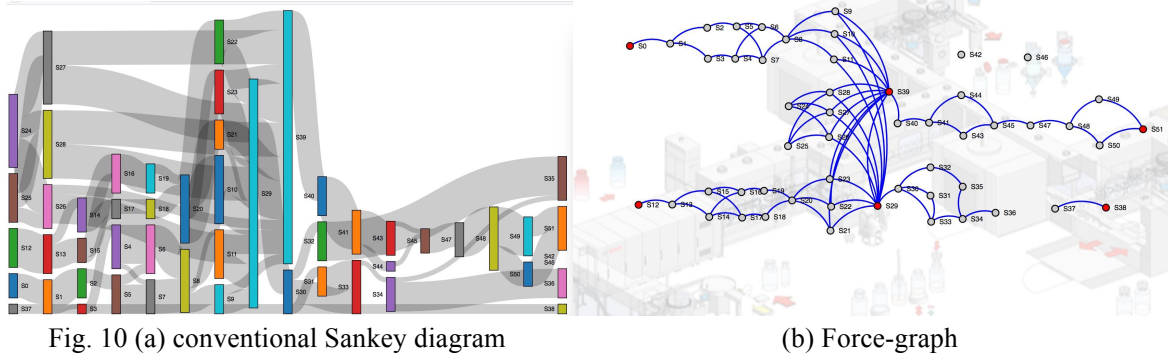 S24
S25
S12
S0
S37
S27
S28
S26
S13
S1
S14
S15
S2
S3
S16
S17
S4
S5
S19
S18
S6
S7
S20
S8
S22
S23
S21
S10
S11
S9
S29
S39
S30
S40
S32
S31
S41
S33
S43
S44
S34
S45
S47
S48
S49
S50
S35
S51
S42
S46
S36
S38
Fig. 10 (a) conventional Sankey diagram
S0
S1
S2
S5
S6
S3
S4
S7
S8
S9
S10
S11
S42
S46
S39
S28
S27
S25
S40
S41
S44
S43
S45
S47
S48
S49
S50
S51
S12
S13
S15
S16
S19
S14
S17
S18
S20
S23
S22
S21
S29
S30
S32
S31
S33
S35
S34
S36
S37
S38
(b) Force-graph